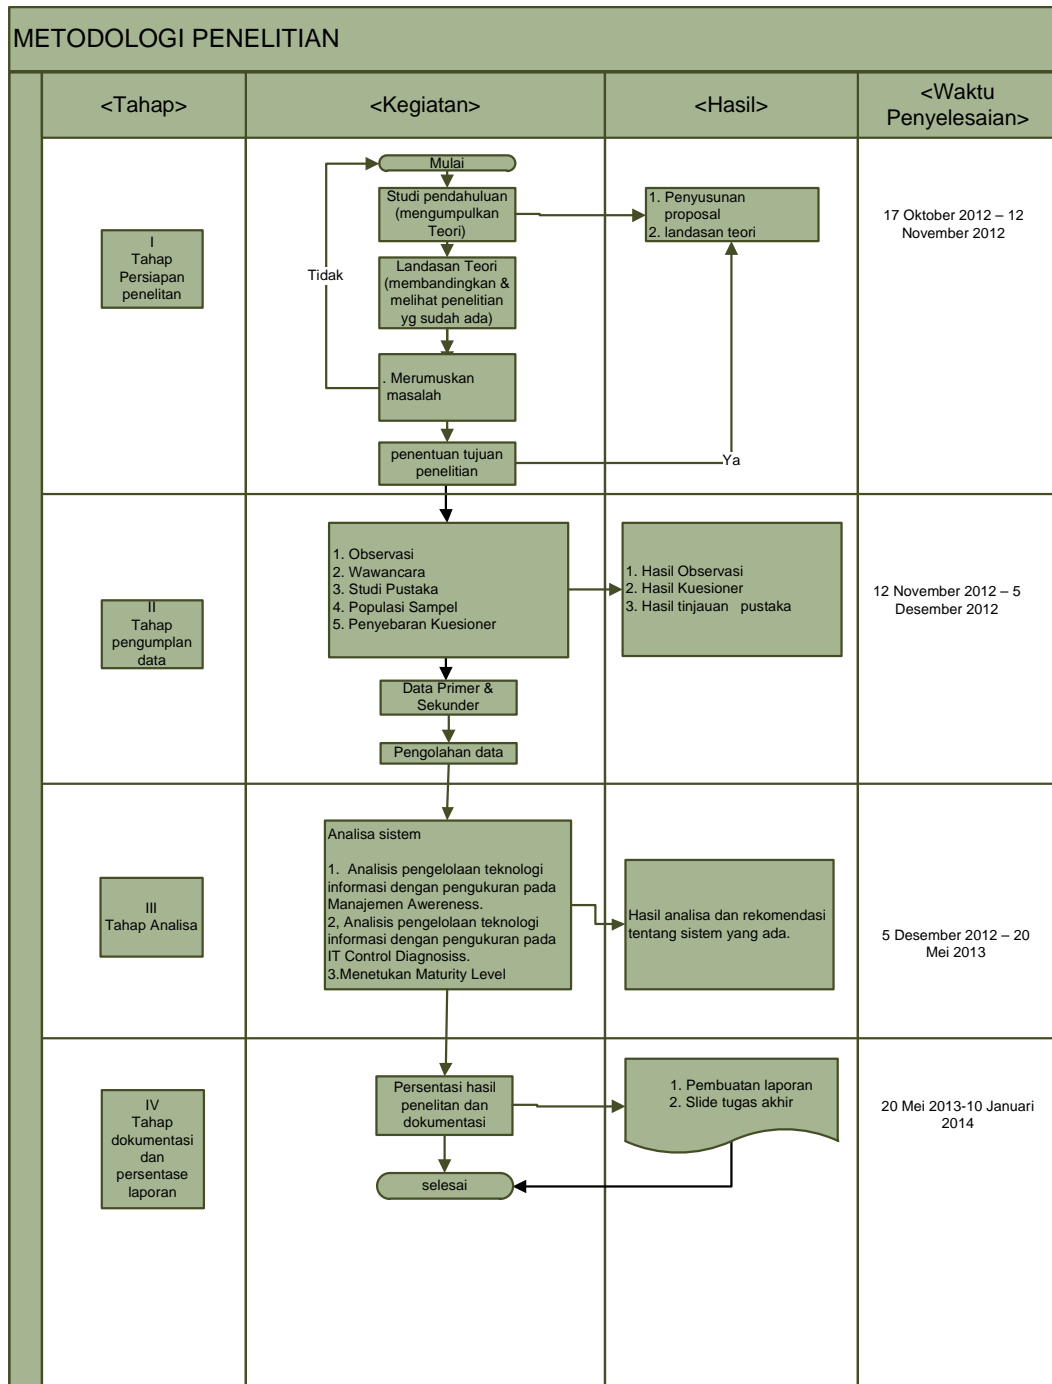 METODOLOGI PENELITIAN
<Tahap>
<Kegiatan>
<Hasil>
<Waktu
Penyelesaian>
I
Tahap
Persiapan
penelitan
Mulai
Studi pendahuluan
(mengumpulkan
Teori)
Landasan Teori
(membandingkan &
melihat penelitian
yg sudah ada)
Tidak
. Merumuskan
masalah
penentuan tujuan
penelitian
Ya
1. Penyusunan
proposal
2. landasan teori
17 Oktober 2012 – 12
November 2012
II
Tahap
pengumplan
data
1. Observasi
2. Wawancara
3. Studi Pustaka
4. Populasi Sampel
5. Penyebaran Kuesioner
Data Primer &
Sekunder
Pengolahan data
1. Hasil Observasi
2. Hasil Kuesioner
3. Hasil tinjauan pustaka
12 November 2012 – 5
Desember 2012
III
Tahap Analisa
Analisa sistem
1. Analisis pengelolaan teknologi
informasi dengan pengukuran pada
Manajemen Awereness.
2, Analisis pengelolaan teknologi
informasi dengan pengukuran pada
IT Control Diagnosiss.
3.Menetukan Maturity Level
Hasil analisa dan rekomendasi
tentang sistem yang ada.
5 Desember 2012 – 20
Mei 2013
IV
Tahap
dokumentasi
dan
persentase
laporan
Persentasi hasil
penelitan dan
dokumentasi
selesai
1. Pembuatan laporan
2. Slide tugas akhir
20 Mei 2013-10 Januari
2014